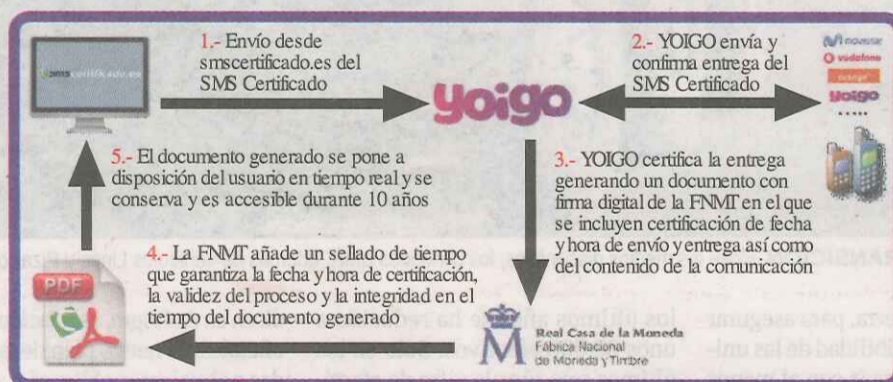 1.- Envío desde
smscertificado.es del
SMS Certificado
2.- YOIGO envía y
confirma entrega del
SMS Certificado
movistar
vodafone
orange
yoigo
.....
smscertificado.es
yoigo
5.- El documento generado se pone a
disposición del usuario en tiempo real y se
conserva y es accesible durante 10 años
3.- YOIGO certifica la entrega
generando un documento con
firma digital de la FNMT en el que
se incluyen certificación de fecha
y hora de envío y entrega así como
del contenido de la comunicación
4.- La FNMT añade un sellado de tiempo
que garantiza la fecha y hora de certificación,
la validez del proceso y la integridad en el
tiempo del documento generado
PDF
Real Casa de la Moneda
Fábrica Nacional
de Moneda y Timbre